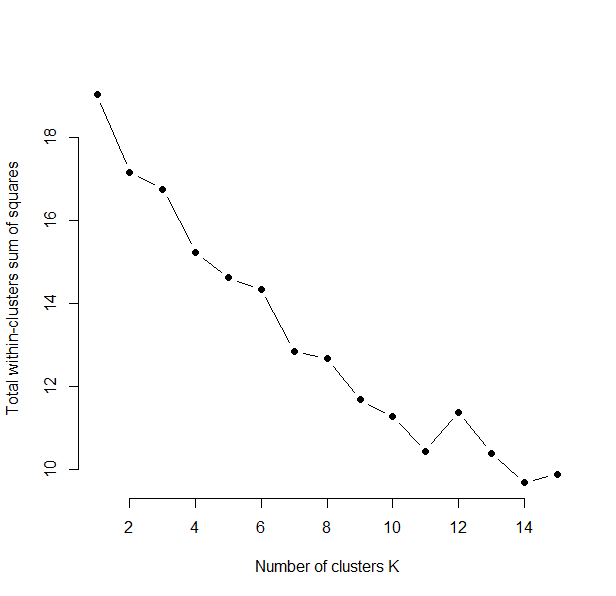 Total within-clusters sum of squares
18
16
14
12
10
2 4 6 8 10 12 14
Number of clusters K